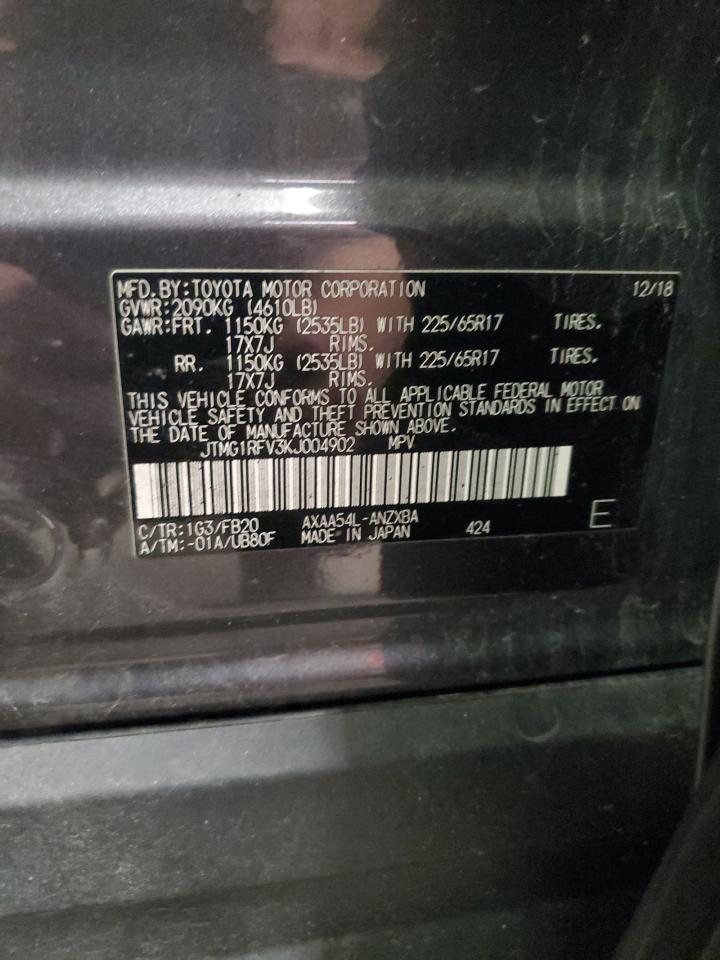 MFD. BY: TOYOTA MOTOR CORPORATION 12/18
GVWR: 2090KG (4610LB)
GAWR: FRT. 1150KG (2535LB) WITH 225/65R17 TIRES.
17X7J RIMS.
RR. 1150KG (2535LB) WITH 225/65R17 TIRES.
17X7J RIMS.
THIS VEHICLE CONFORMS TO ALL APPLICABLE FEDERAL MOTOR
VEHICLE SAFETY AND THEFT PREVENTION STANDARDS IN EFFECT ON
THE DATE OF MANUFACTURE SHOWN ABOVE.
JTMG1RFV3KJ004902 MPV
C/TR: 1G3/FB20 AXAA54L-ANZXBA
A/TM: -01A/UB80F MADE IN JAPAN 424 E